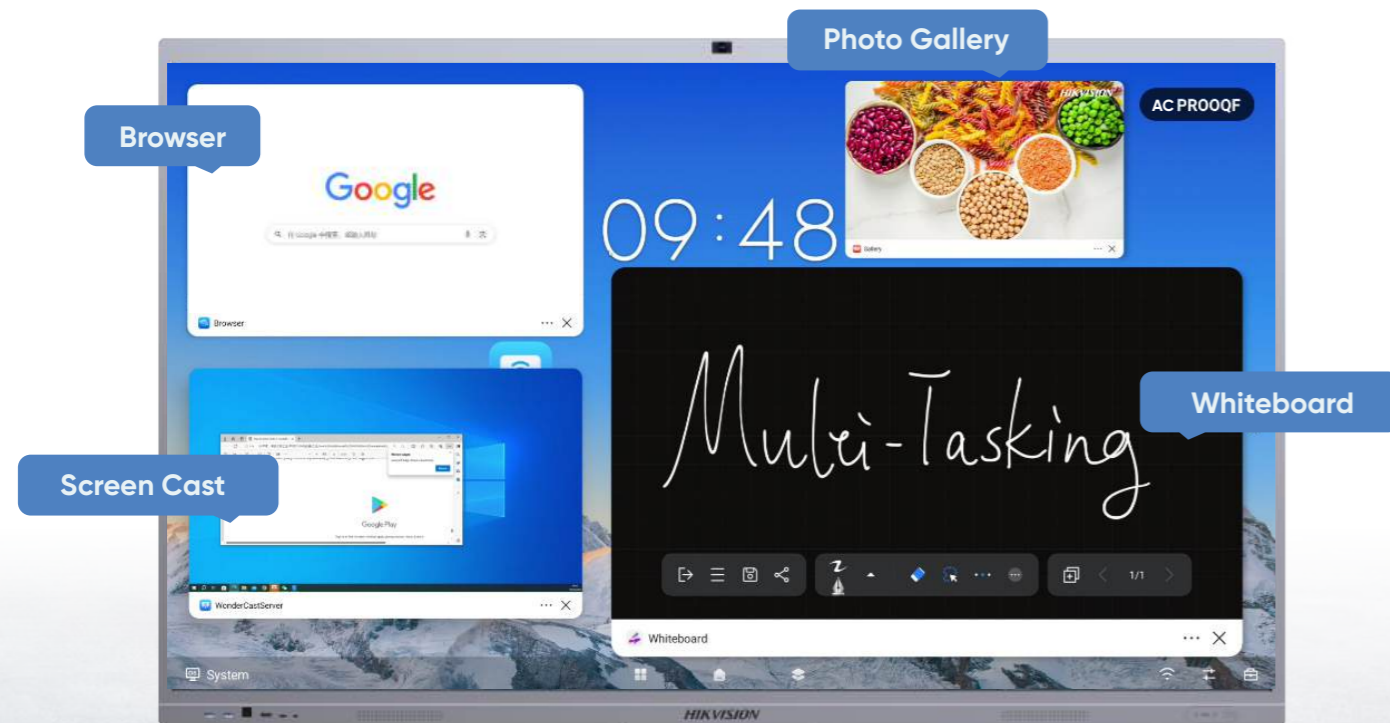 Photo Gallery
HIKVISION
AC PROOQF
Browser
Google
09:48
Gallery
Browser
Multi-Tasking
Whiteboard
Screen Cast
Google Play
1/1
WonderCastServer
Whiteboard
System
HIKVISION